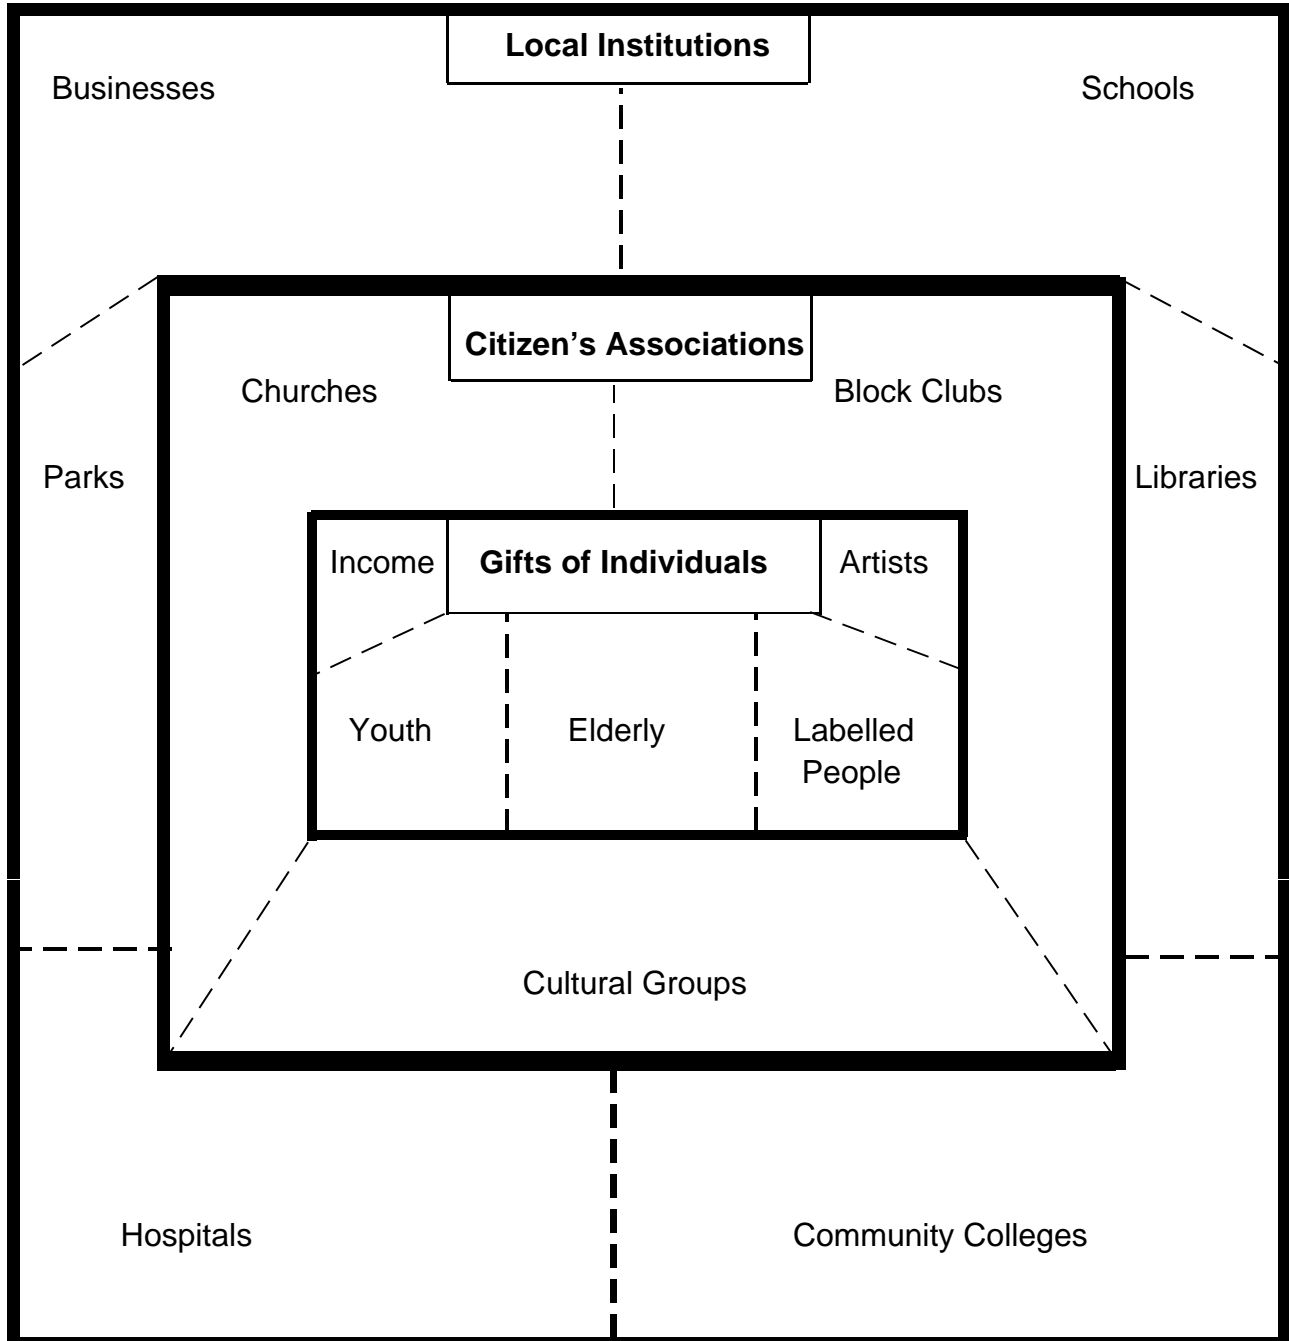 Local Institutions
Businesses
Schools
Citizen’s Associations
Churches
Block Clubs
Parks
Libraries
Income
Gifts of Individuals
Artists
Youth
Elderly
Labelled
People
Cultural Groups
Hospitals
Community Colleges